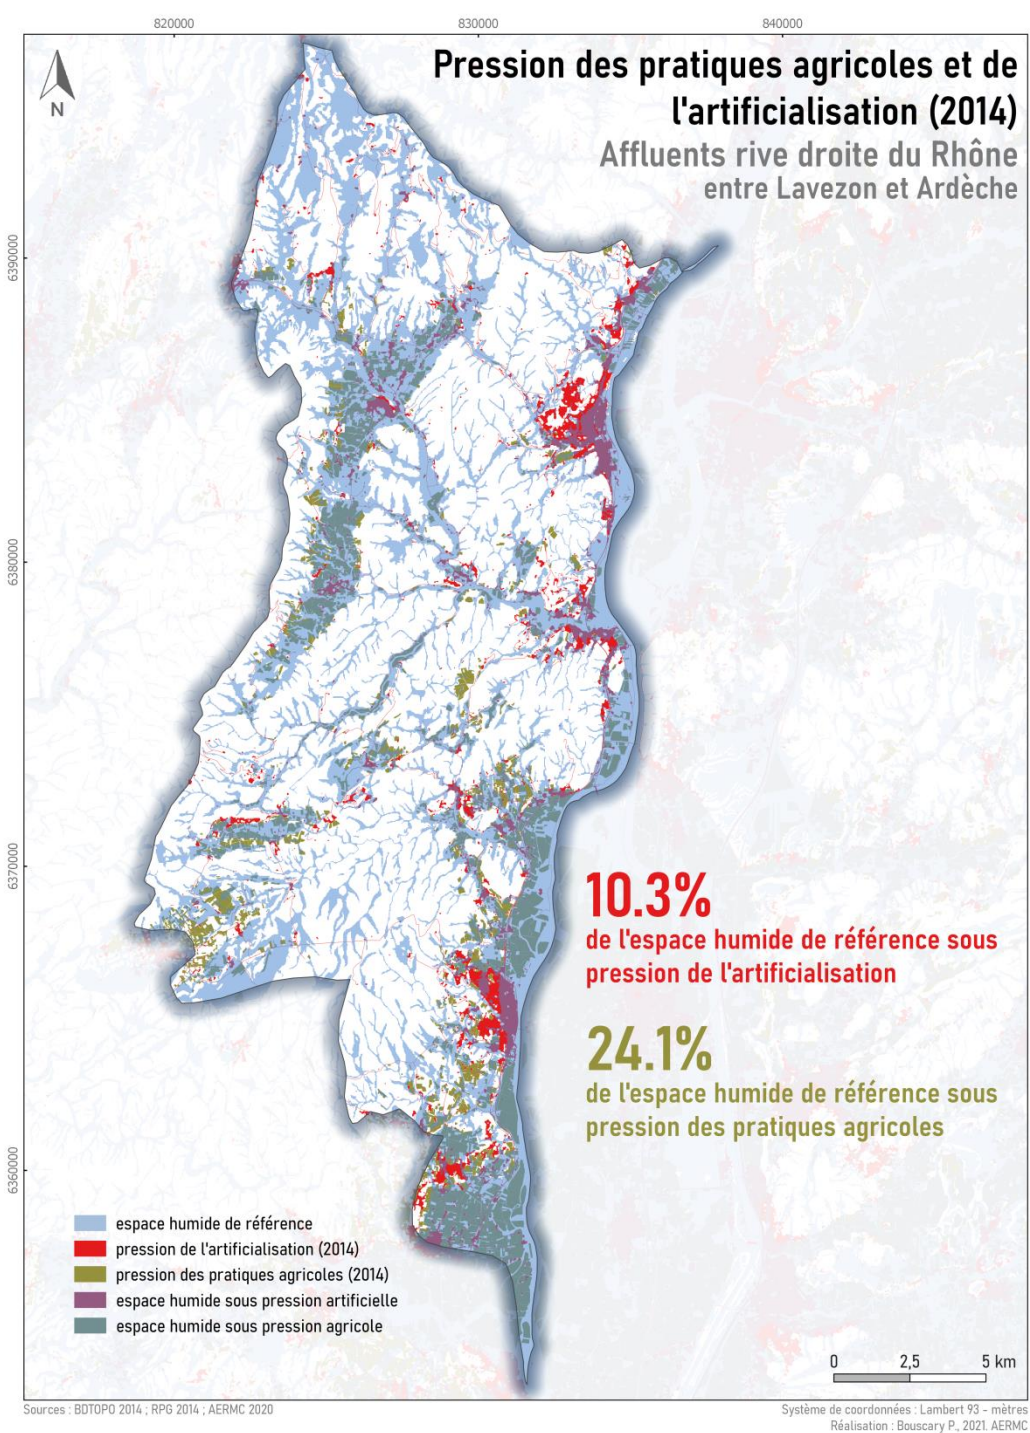 820000
830000
840000
Pression des pratiques agricoles et de
l'artificialisation (2014)
Affluents rive droite du Rhône
entre Lavezon et Ardèche
N
6390000
6380000
6370000
6360000
10.3%
de l'espace humide de référence sous
pression de l'artificialisation
24.1%
de l'espace humide de référence sous
pression des pratiques agricoles
espace humide de référence
pression de l'artificialisation (2014)
pression des pratiques agricoles (2014)
espace humide sous pression artificielle
espace humide sous pression agricole
0 2,5 5 km
Sources : BDTOPO 2014 ; RPG 2014 ; AERMC 2020
Système de coordonnées : Lambert 93 - mètres
Réalisation : Bouscary P., 2021. AERMC